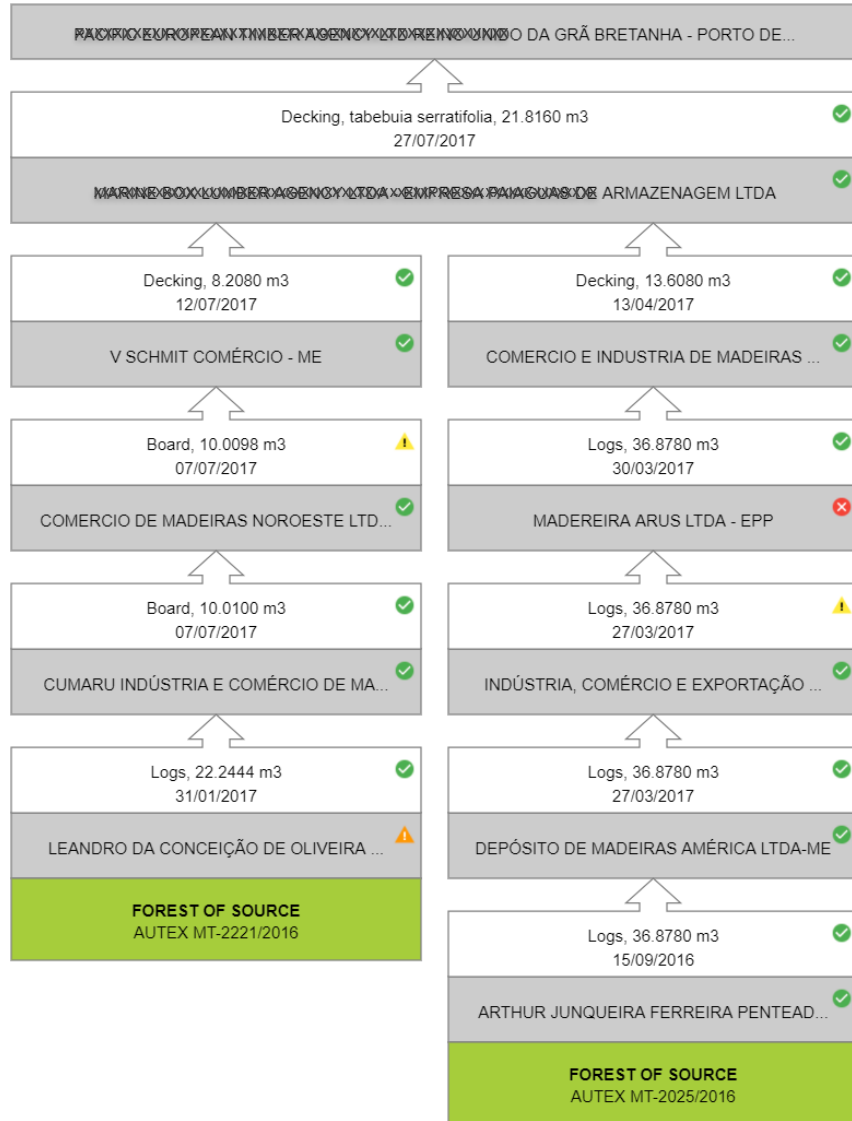 DA GRÃ BRETANHA - PORTO DE...
Decking, tabebuia serratifolia, 21.8160 m3
27/07/2017
ARMAZENAGEM LTDA
Decking, 8.2080 m3
12/07/2017
V SCHMIT COMÉRCIO - ME
Board, 10.0098 m3
07/07/2017
COMERCIO DE MADEIRAS NOROESTE LTD...
Board, 10.0100 m3
07/07/2017
CUMARU INDÚSTRIA E COMÉRCIO DE MA...
Logs, 22.2444 m3
31/01/2017
LEANDRO DA CONCEIÇÃO DE OLIVEIRA ...
FOREST OF SOURCE
AUTEX MT-2221/2016
Decking, 13.6080 m3
13/04/2017
COMERCIO E INDUSTRIA DE MADEIRAS ...
Logs, 36.8780 m3
30/03/2017
MADEREIRA ARUS LTDA - EPP
Logs, 36.8780 m3
27/03/2017
INDÚSTRIA, COMÉRCIO E EXPORTAÇÃO ...
Logs, 36.8780 m3
27/03/2017
DEPÓSITO DE MADEIRAS AMÉRICA LTDA-ME
Logs, 36.8780 m3
15/09/2016
ARTHUR JUNQUEIRA FERREIRA PENTEAD...
FOREST OF SOURCE
AUTEX MT-2025/2016